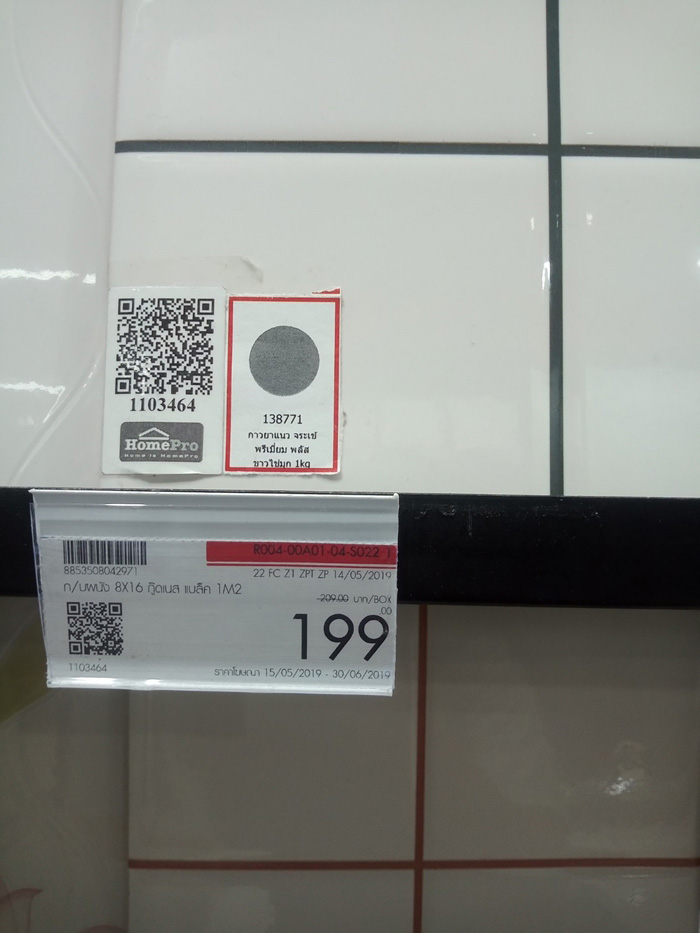 1103464
HomePro
Home is HomePro
138771
กาวยาแนว จระเข้
พรีเมี่ยม พลัส
ขาวไข่มุก 1kg
R004-00A01-04-S022 1
8853508042971
22 FC Z1 ZPT ZP 14/05/2019
ก/บผนัง 8X16 กู๊ดเนส แบล็ค 1M2
209.00 บาท/BOX
199.00
1103464
ราคาโฆษณา 15/05/2019 - 30/06/2019